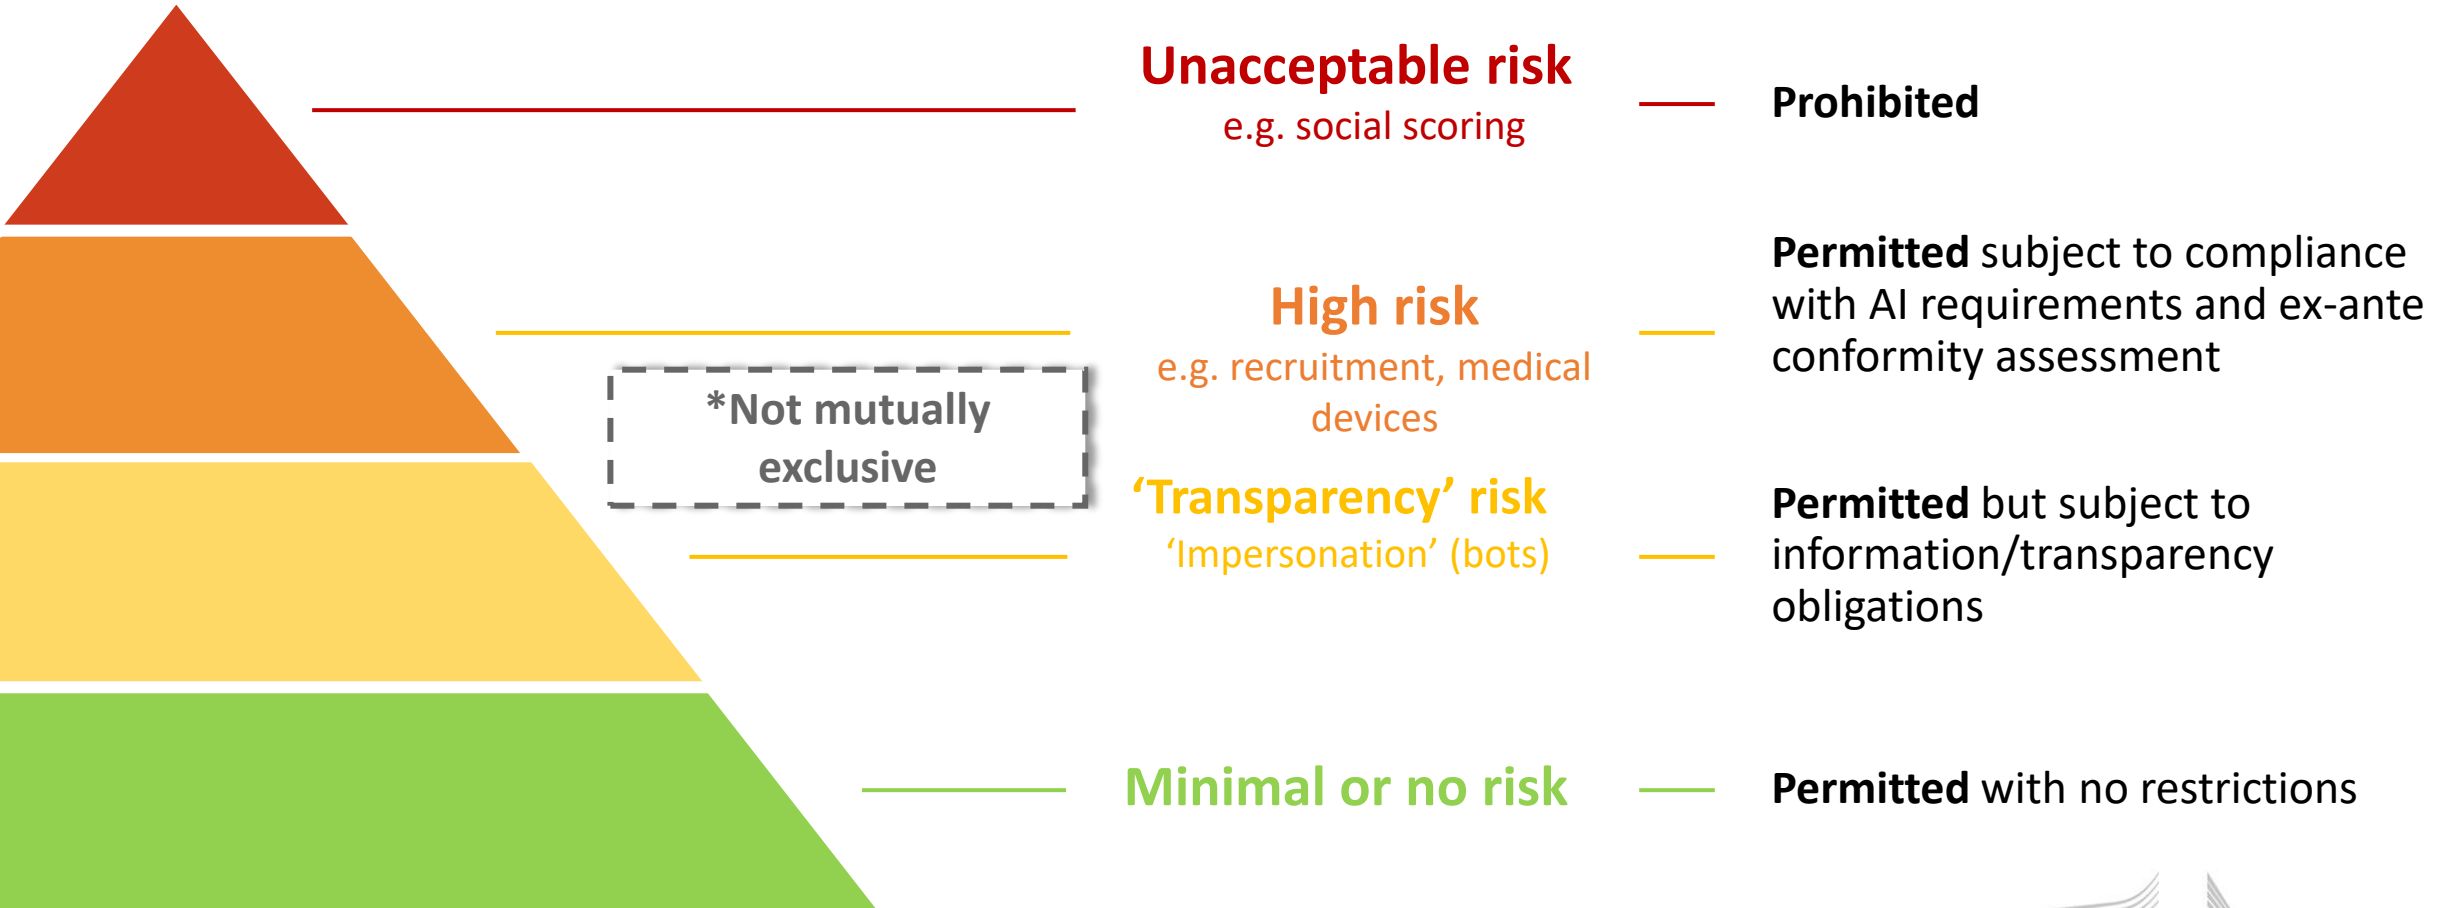 Unacceptable risk
e.g. social scoring
Prohibited
High risk
e.g. recruitment, medical
devices
Permitted subject to compliance
with AI requirements and ex-ante
conformity assessment
*Not mutually
exclusive
‘Transparency’ risk
‘Impersonation’ (bots)
Permitted but subject to
information/transparency
obligations
Minimal or no risk
Permitted with no restrictions